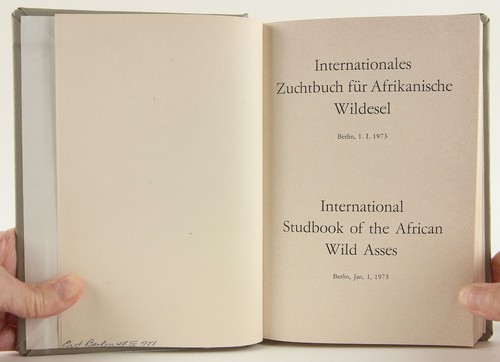 Internationales
Zuchtbuch für Afrikanische
Wildesel
Berlin, 1. I. 1973
International
Studbook of the African
Wild Asses
Berlin, Jan. 1, 1973